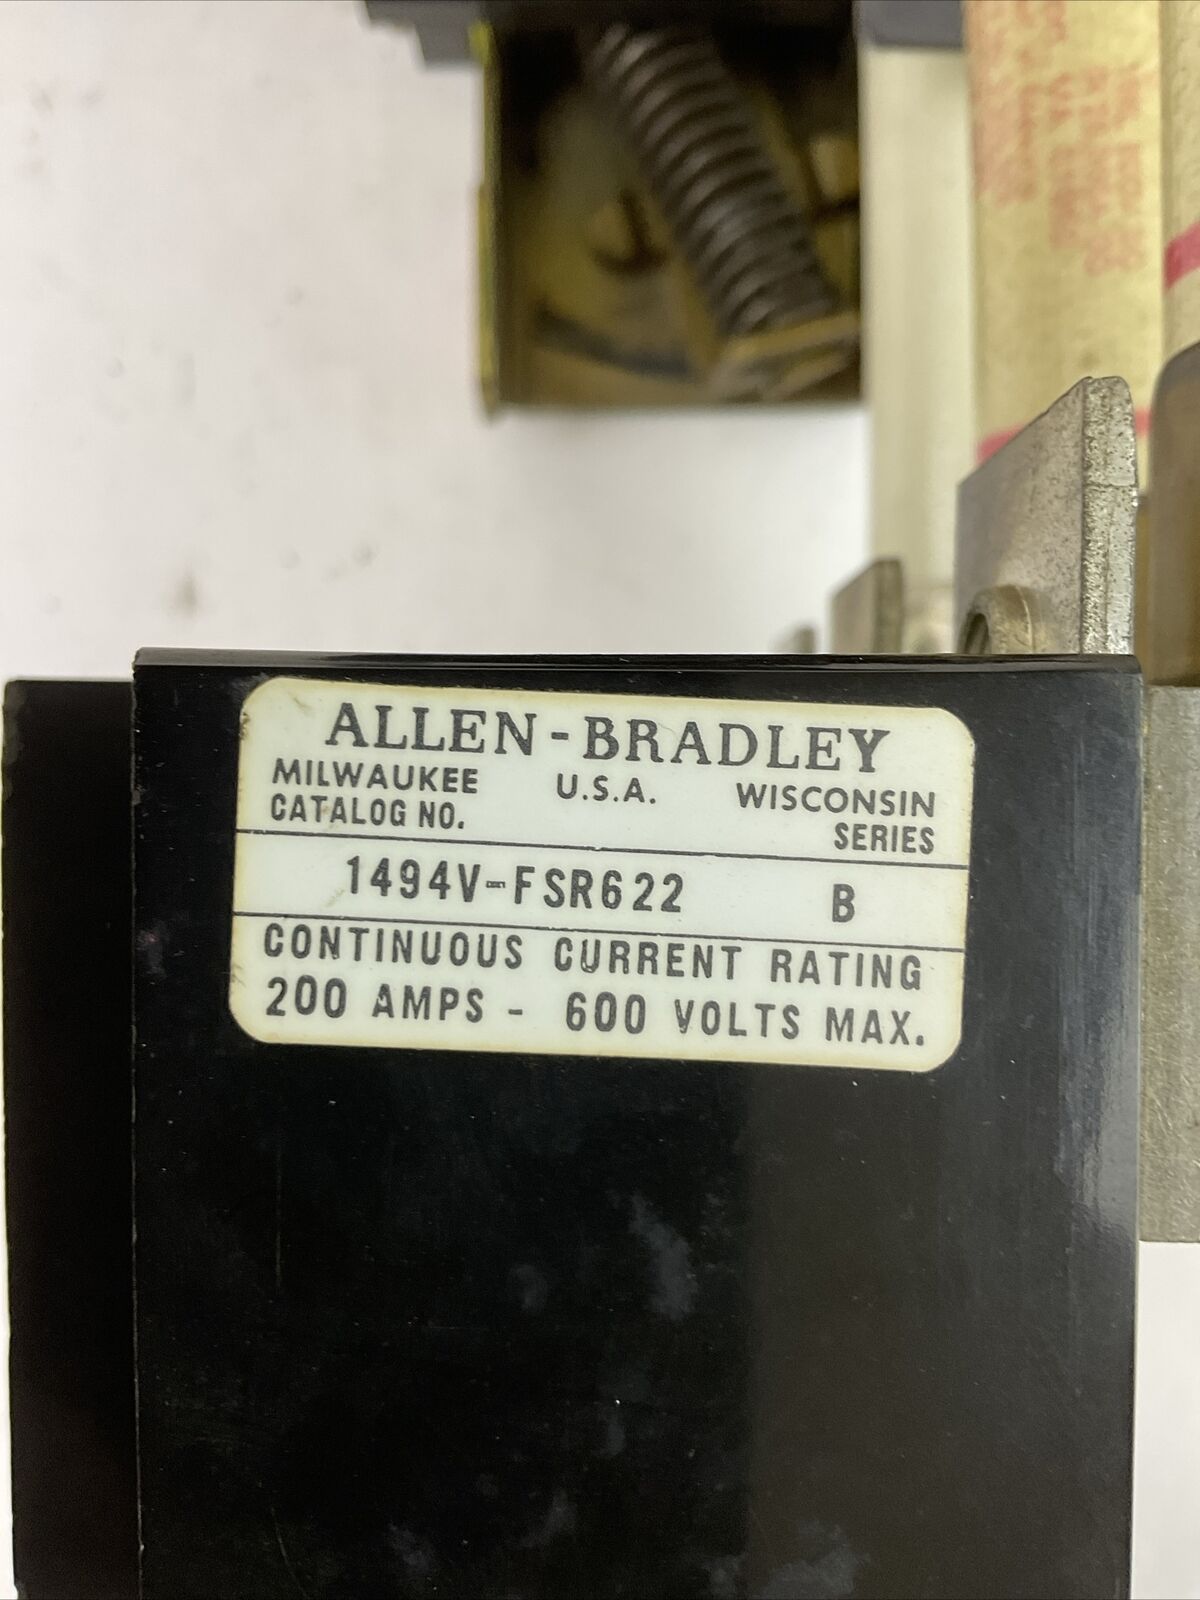 ALLEN-BRADLEY
MILWAUKEE U.S.A. WISCONSIN
CATALOG NO. SERIES
1494V-FSR622 B
CONTINUOUS CURRENT RATING
200 AMPS - 600 VOLTS MAX.